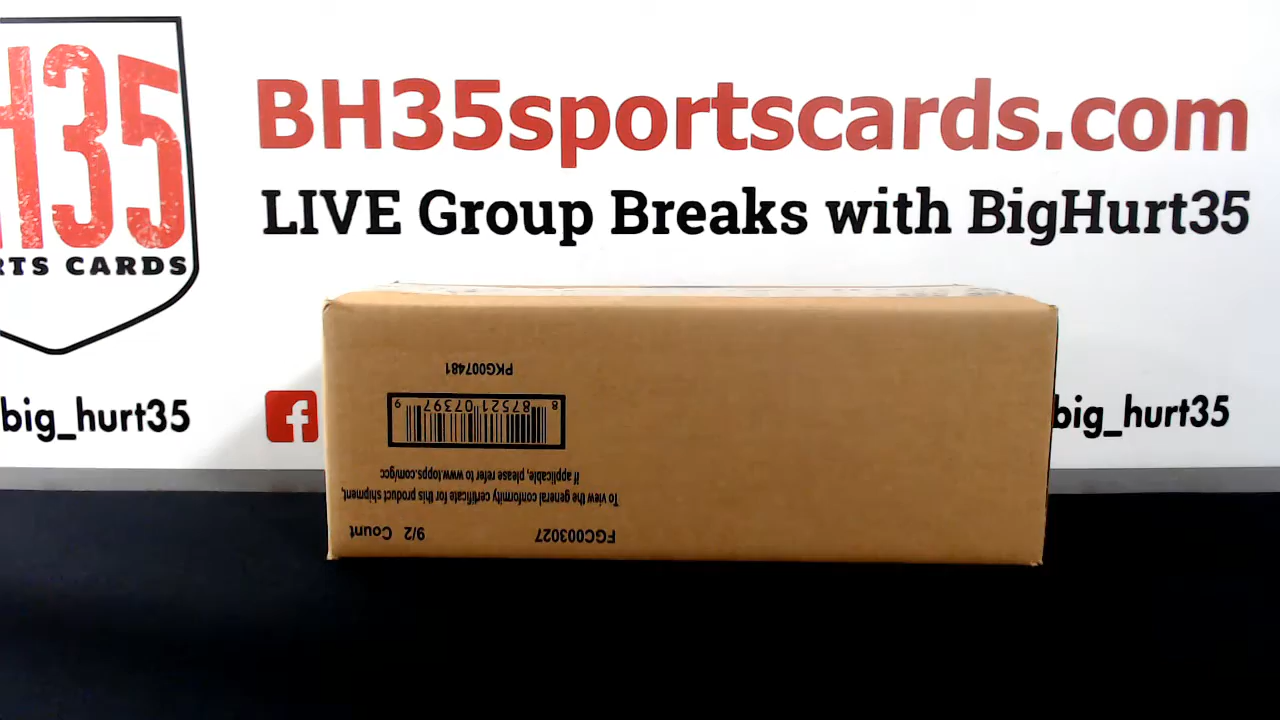 H35
RTS CARDS
BH35sportscards.com
LIVE Group Breaks with BigHurt35
big_hurt35
f
big_hurt35
FGC003027 9/2 Count
To view the general conformity certificate for this product shipment,
if applicable, please refer to www.topps.com/gcc
8 87521 07397 9
PKG007481